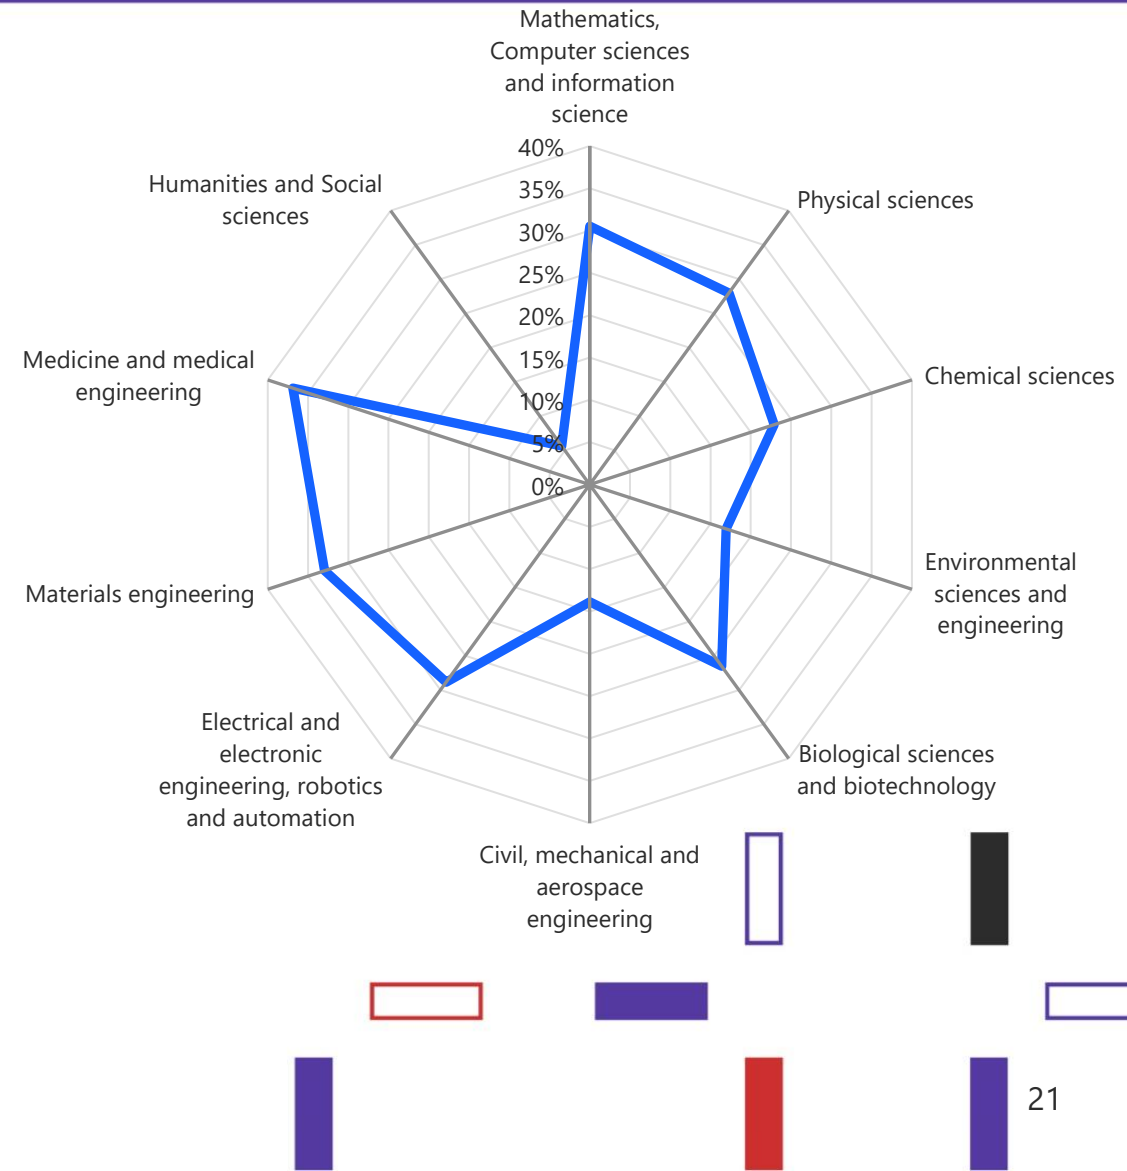 Mathematics,
Computer sciences
and information
science
40%
35%
30%
25%
20%
15%
10%
5%
0%
Physical sciences
Chemical sciences
Environmental
sciences and
engineering
Biological sciences
and biotechnology
Civil, mechanical and
aerospace
engineering
Electrical and
electronic
engineering, robotics
and automation
Materials engineering
Medicine and medical
engineering
Humanities and Social
sciences
21